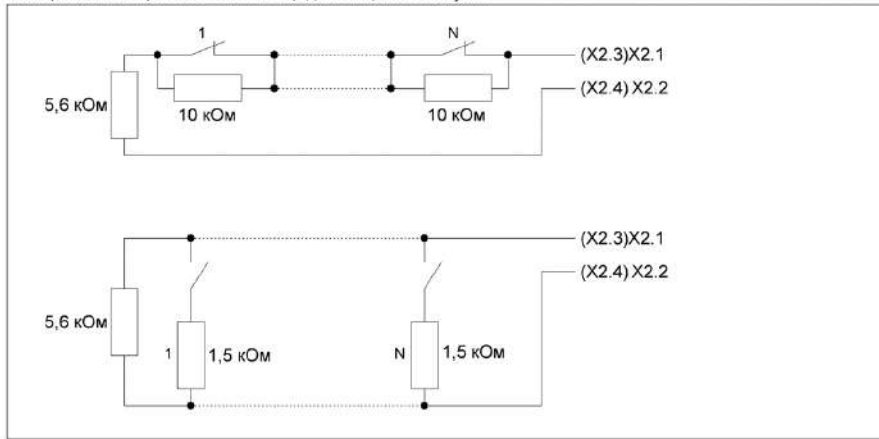 1
N
(X2.3)X2.1
(X2.4) X2.2
5,6 кОм
10 кОм
10 кОм
(X2.3)X2.1
(X2.4) X2.2
5,6 кОм
1
1,5 кОм
N
1,5 кОм